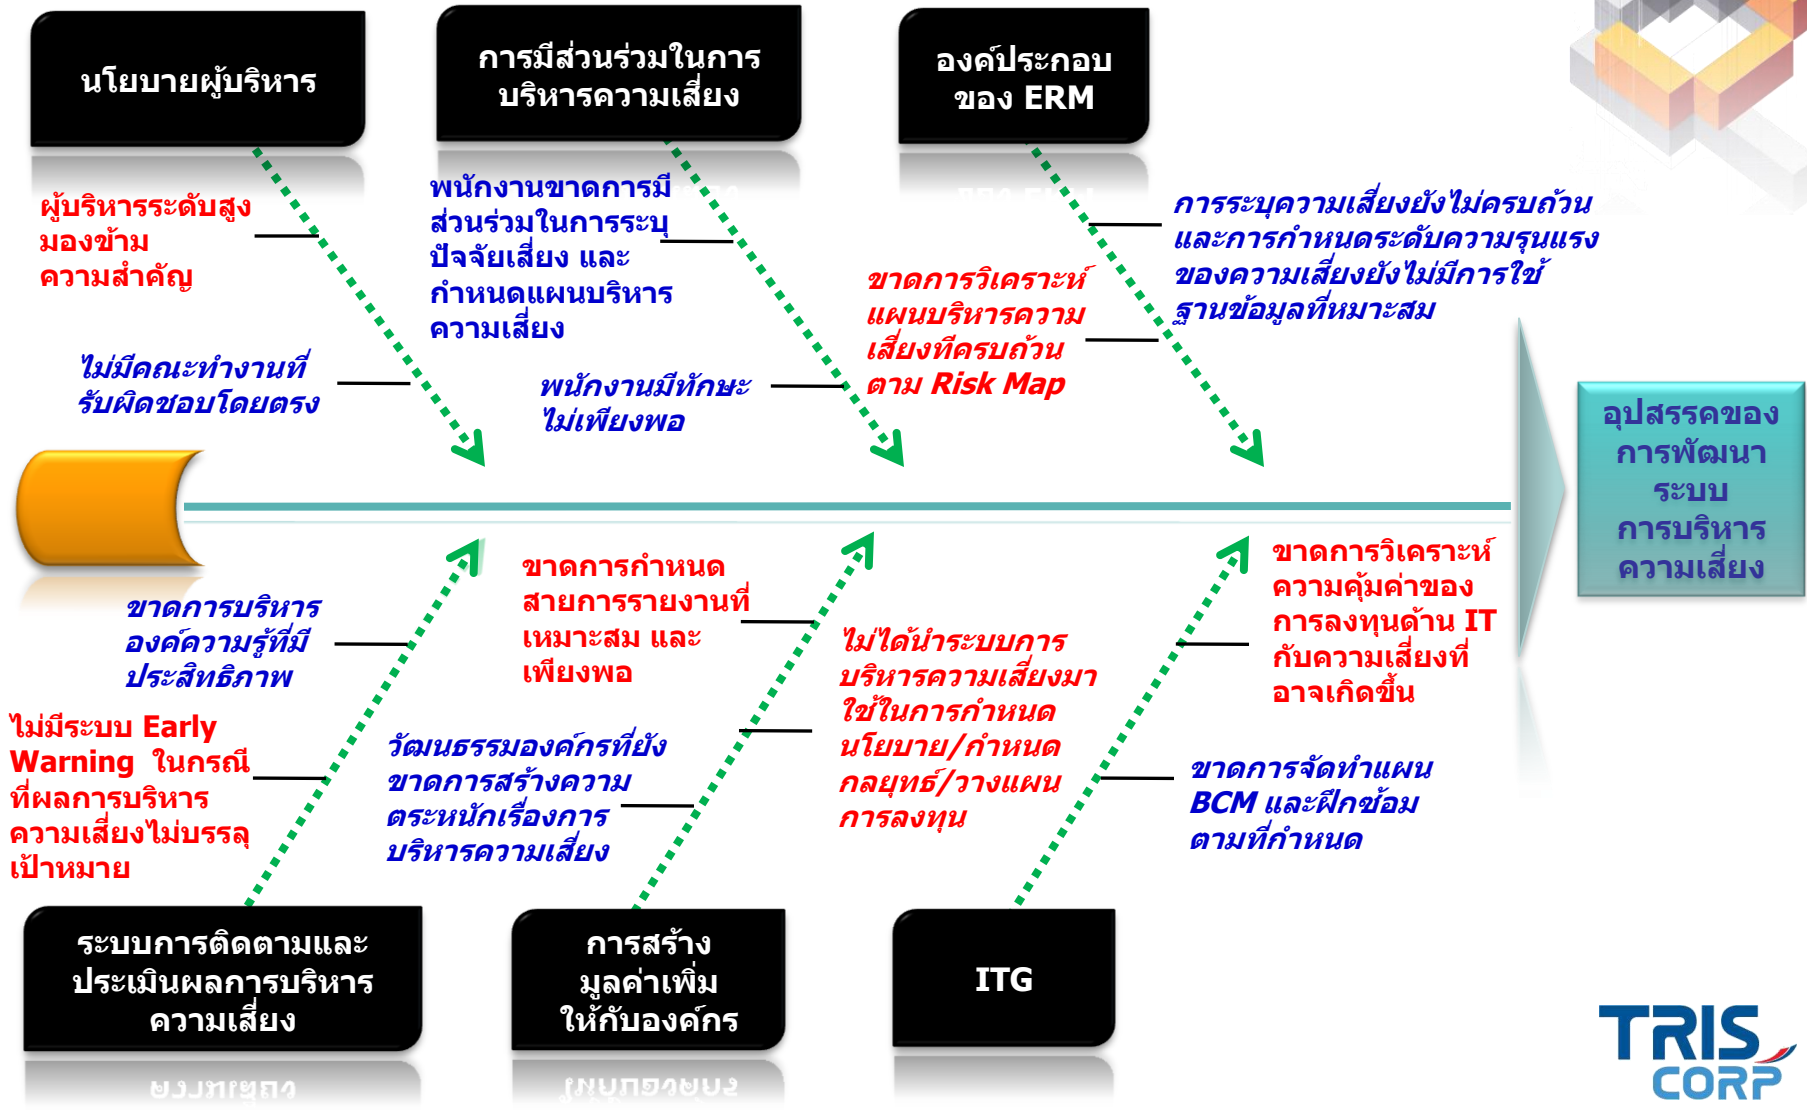 นโยบายผู้บริหาร
การมีส่วนร่วมในการ
บริหารความเสี่ยง
องค์ประกอบ
ของ ERM
ผู้บริหารระดับสูง
มองข้าม
ความสำคัญ
ไม่มีคณะทำงานที่
รับผิดชอบโดยตรง
พนักงานขาดการมี
ส่วนร่วมในการระบุ
ปัจจัยเสี่ยง และ
กำหนดแผนบริหาร
ความเสี่ยง
พนักงานมีทักษะ
ไม่เพียงพอ
ขาดการวิเคราะห์
แผนบริหารความ
เสี่ยงทีครบถ้วน
ตาม Risk Map
การระบุความเสี่ยงยังไม่ครบถ้วน
และการกำหนดระดับความรุนแรง
ของความเสี่ยงยังไม่มีการใช้
ฐานข้อมูลที่หมาะสม
อุปสรรคของ
การพัฒนา
ระบบ
การบริหาร
ความเสี่ยง
ขาดการบริหาร
องค์ความรู้ที่มี
ประสิทธิภาพ
ไม่มีระบบ Early
Warning ในกรณี
ที่ผลการบริหาร
ความเสี่ยงไม่บรรลุ
เป้าหมาย
ขาดการกำหนด
สายการรายงานที่
เหมาะสม และ
เพียงพอ
วัฒนธรรมองค์กรที่ยัง
ขาดการสร้างความ
ตระหนักเรื่องการ
บริหารความเสี่ยง
ไม่ได้นำระบบการ
บริหารความเสี่ยงมา
ใช้ในการกำหนด
นโยบาย/กำหนด
กลยุทธ์/วางแผน
การลงทุน
ขาดการวิเคราะห์
ความคุ้มค่าของ
การลงทุนด้าน IT
กับความเสี่ยงที่
อาจเกิดขึ้น
ขาดการจัดทำแผน
BCM และฝึกซ้อม
ตามที่กำหนด
ระบบการติดตามและ
ประเมินผลการบริหาร
ความเสี่ยง
การสร้าง
มูลค่าเพิ่ม
ให้กับองค์กร
ITG
TRIS
CORP